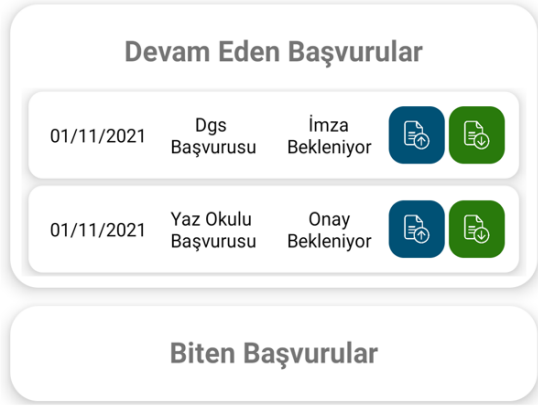 Devam Eden Başvurular
01/11/2021
Dgs
Başvurusu
İmza
Bekleniyor
01/11/2021
Yaz Okulu
Başvurusu
Onay
Bekleniyor
Biten Başvurular